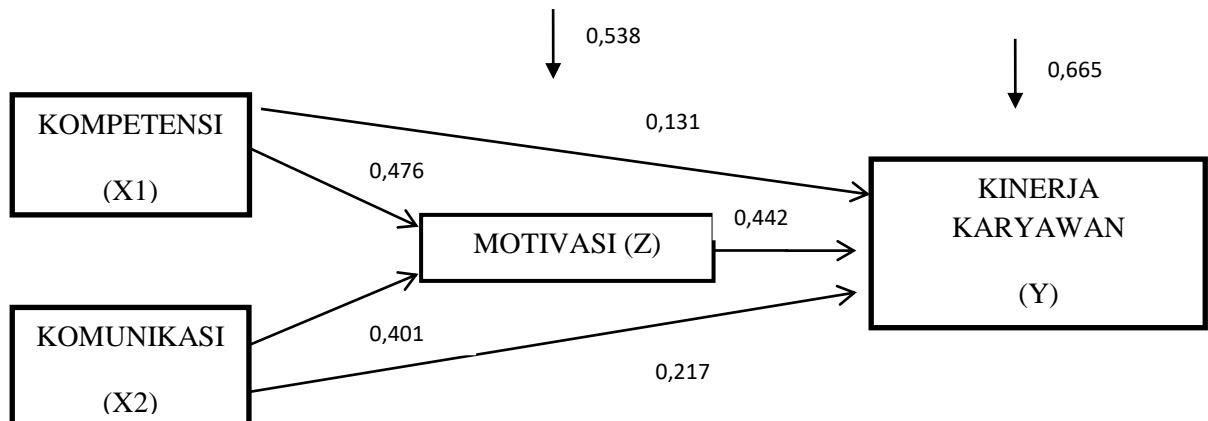 0,538
0,665
KOMPETENSI
(X1)
0,131
0,476
KINERJA
KARYAWAN
(Y)
MOTIVASI (Z)
0,442
KOMUNIKASI
(X2)
0,401
0,217